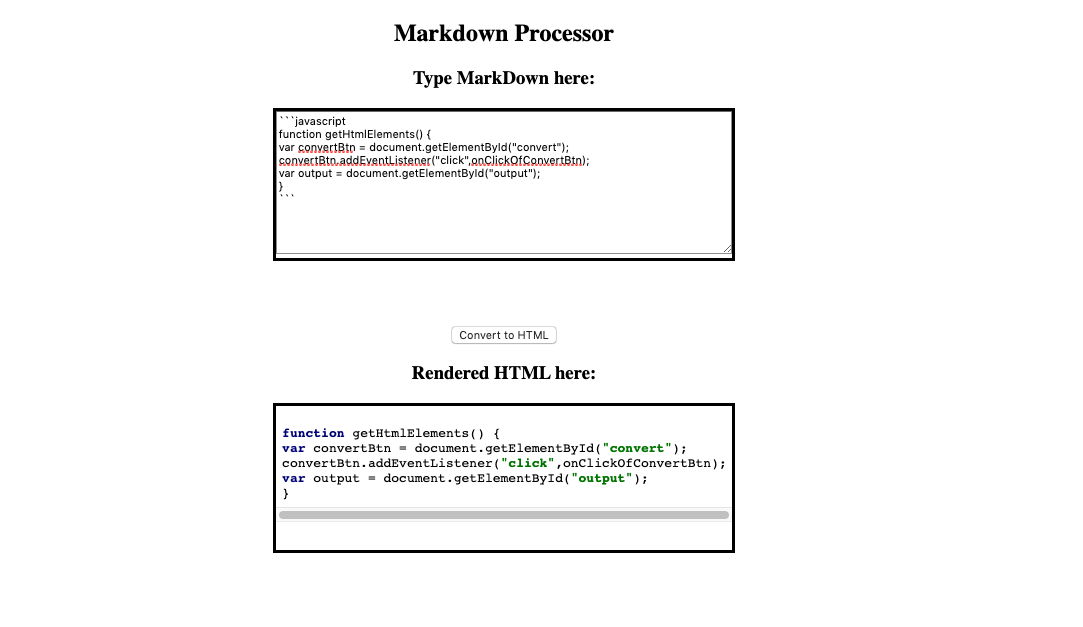 Markdown Processor
Type MarkDown here:
```javascript
function getHtmlElements() {
var convertBtn = document.getElementById("convert");
convertBtn.addEventListener("click",onClickOfConvertBtn);
var output = document.getElementById("output");
}
```
Convert to HTML
Rendered HTML here:
function getHtmlElements() {
var convertBtn = document.getElementById("convert");
convertBtn.addEventListener("click",onClickOfConvertBtn);
var output = document.getElementById("output");
}